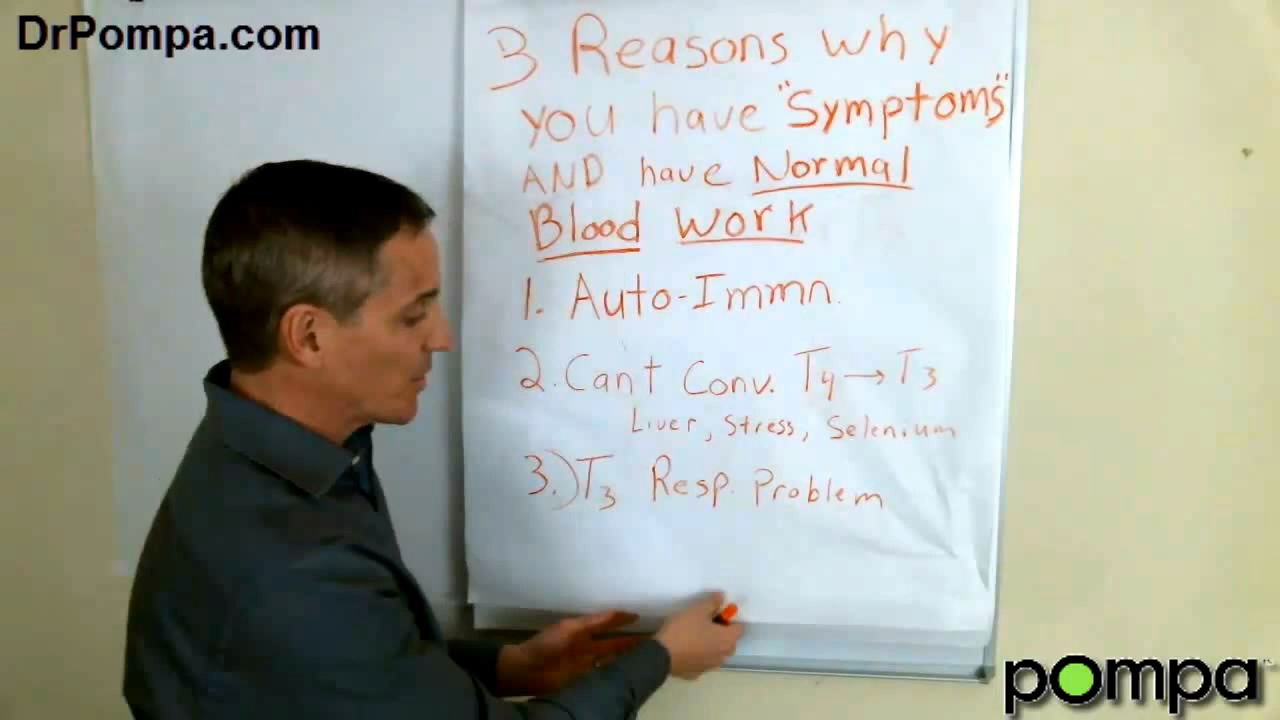 DrPompa.com
3 Reasons why
you have "Symptoms"
AND have Normal
Blood Work
1. Auto-Immn.
2. Can't Conv. T4 → T3
Liver, Stress, Selenium
3.) T3 Resp. Problem
pompa